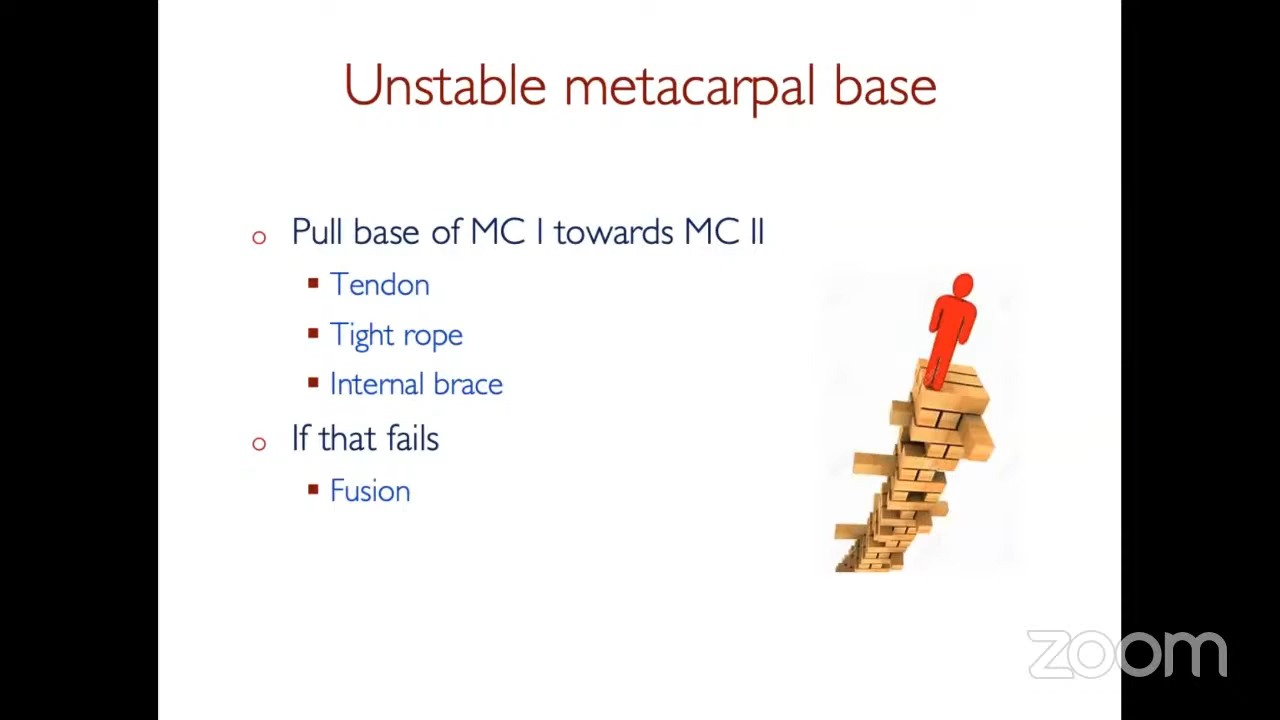 Unstable metacarpal base
Pull base of MC I towards MC II
Tendon
Tight rope
Internal brace
If that fails
Fusion
zoom